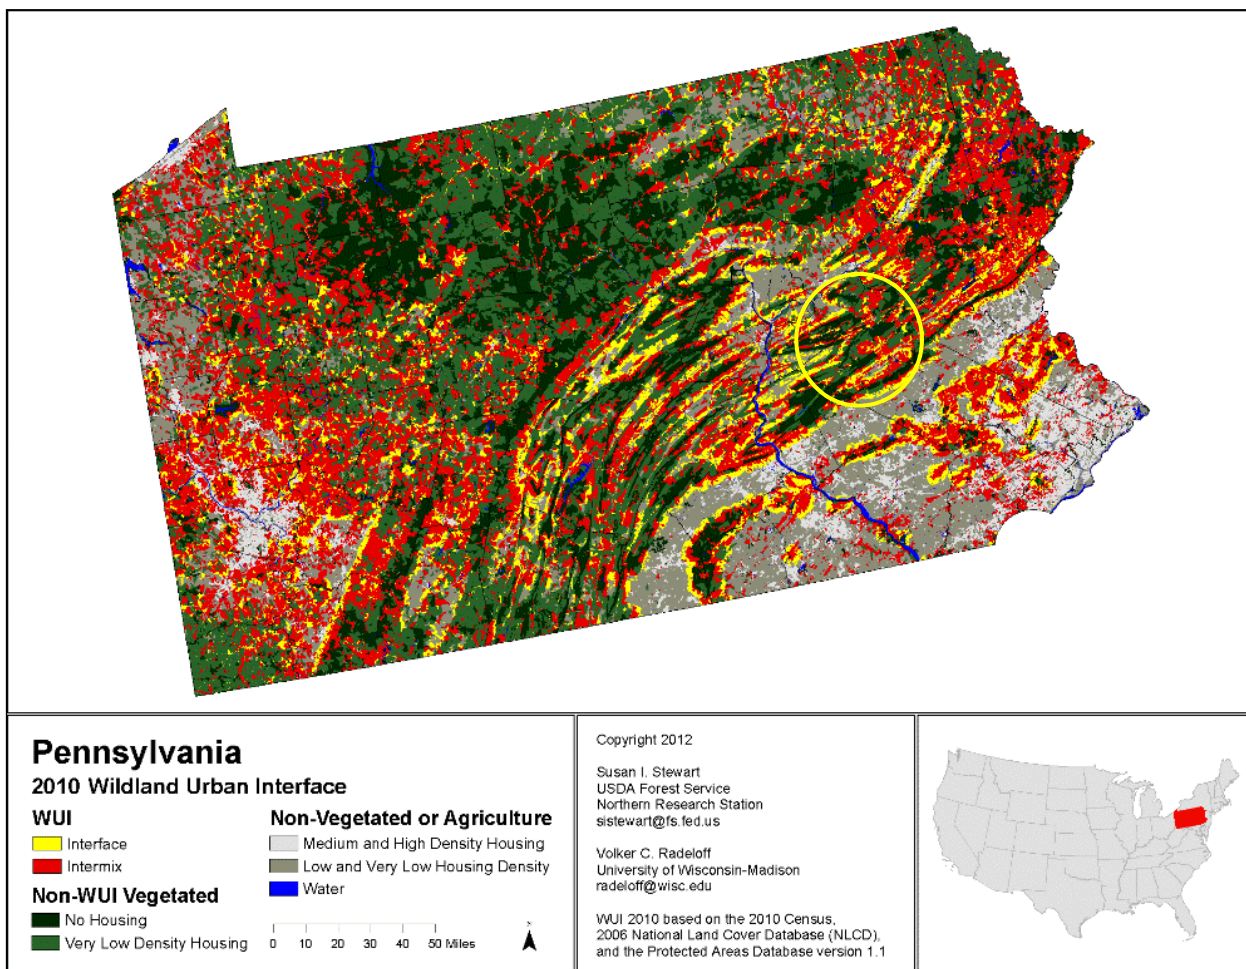 Pennsylvania
2010 Wildland Urban Interface
WUI
Interface
Intermix
Non-WUI Vegetated
No Housing
Very Low Density Housing
Non-Vegetated or Agriculture
Medium and High Density Housing
Low and Very Low Housing Density
Water
0 10 20 30 40 50 Miles
Copyright 2012
Susan I. Stewart
USDA Forest Service
Northern Research Station
sistewart@fs.fed.us
Volker C. Radeloff
University of Wisconsin-Madison
radeloff@wisc.edu
WUI 2010 based on the 2010 Census,
2006 National Land Cover Database (NLCD),
and the Protected Areas Database version 1.1